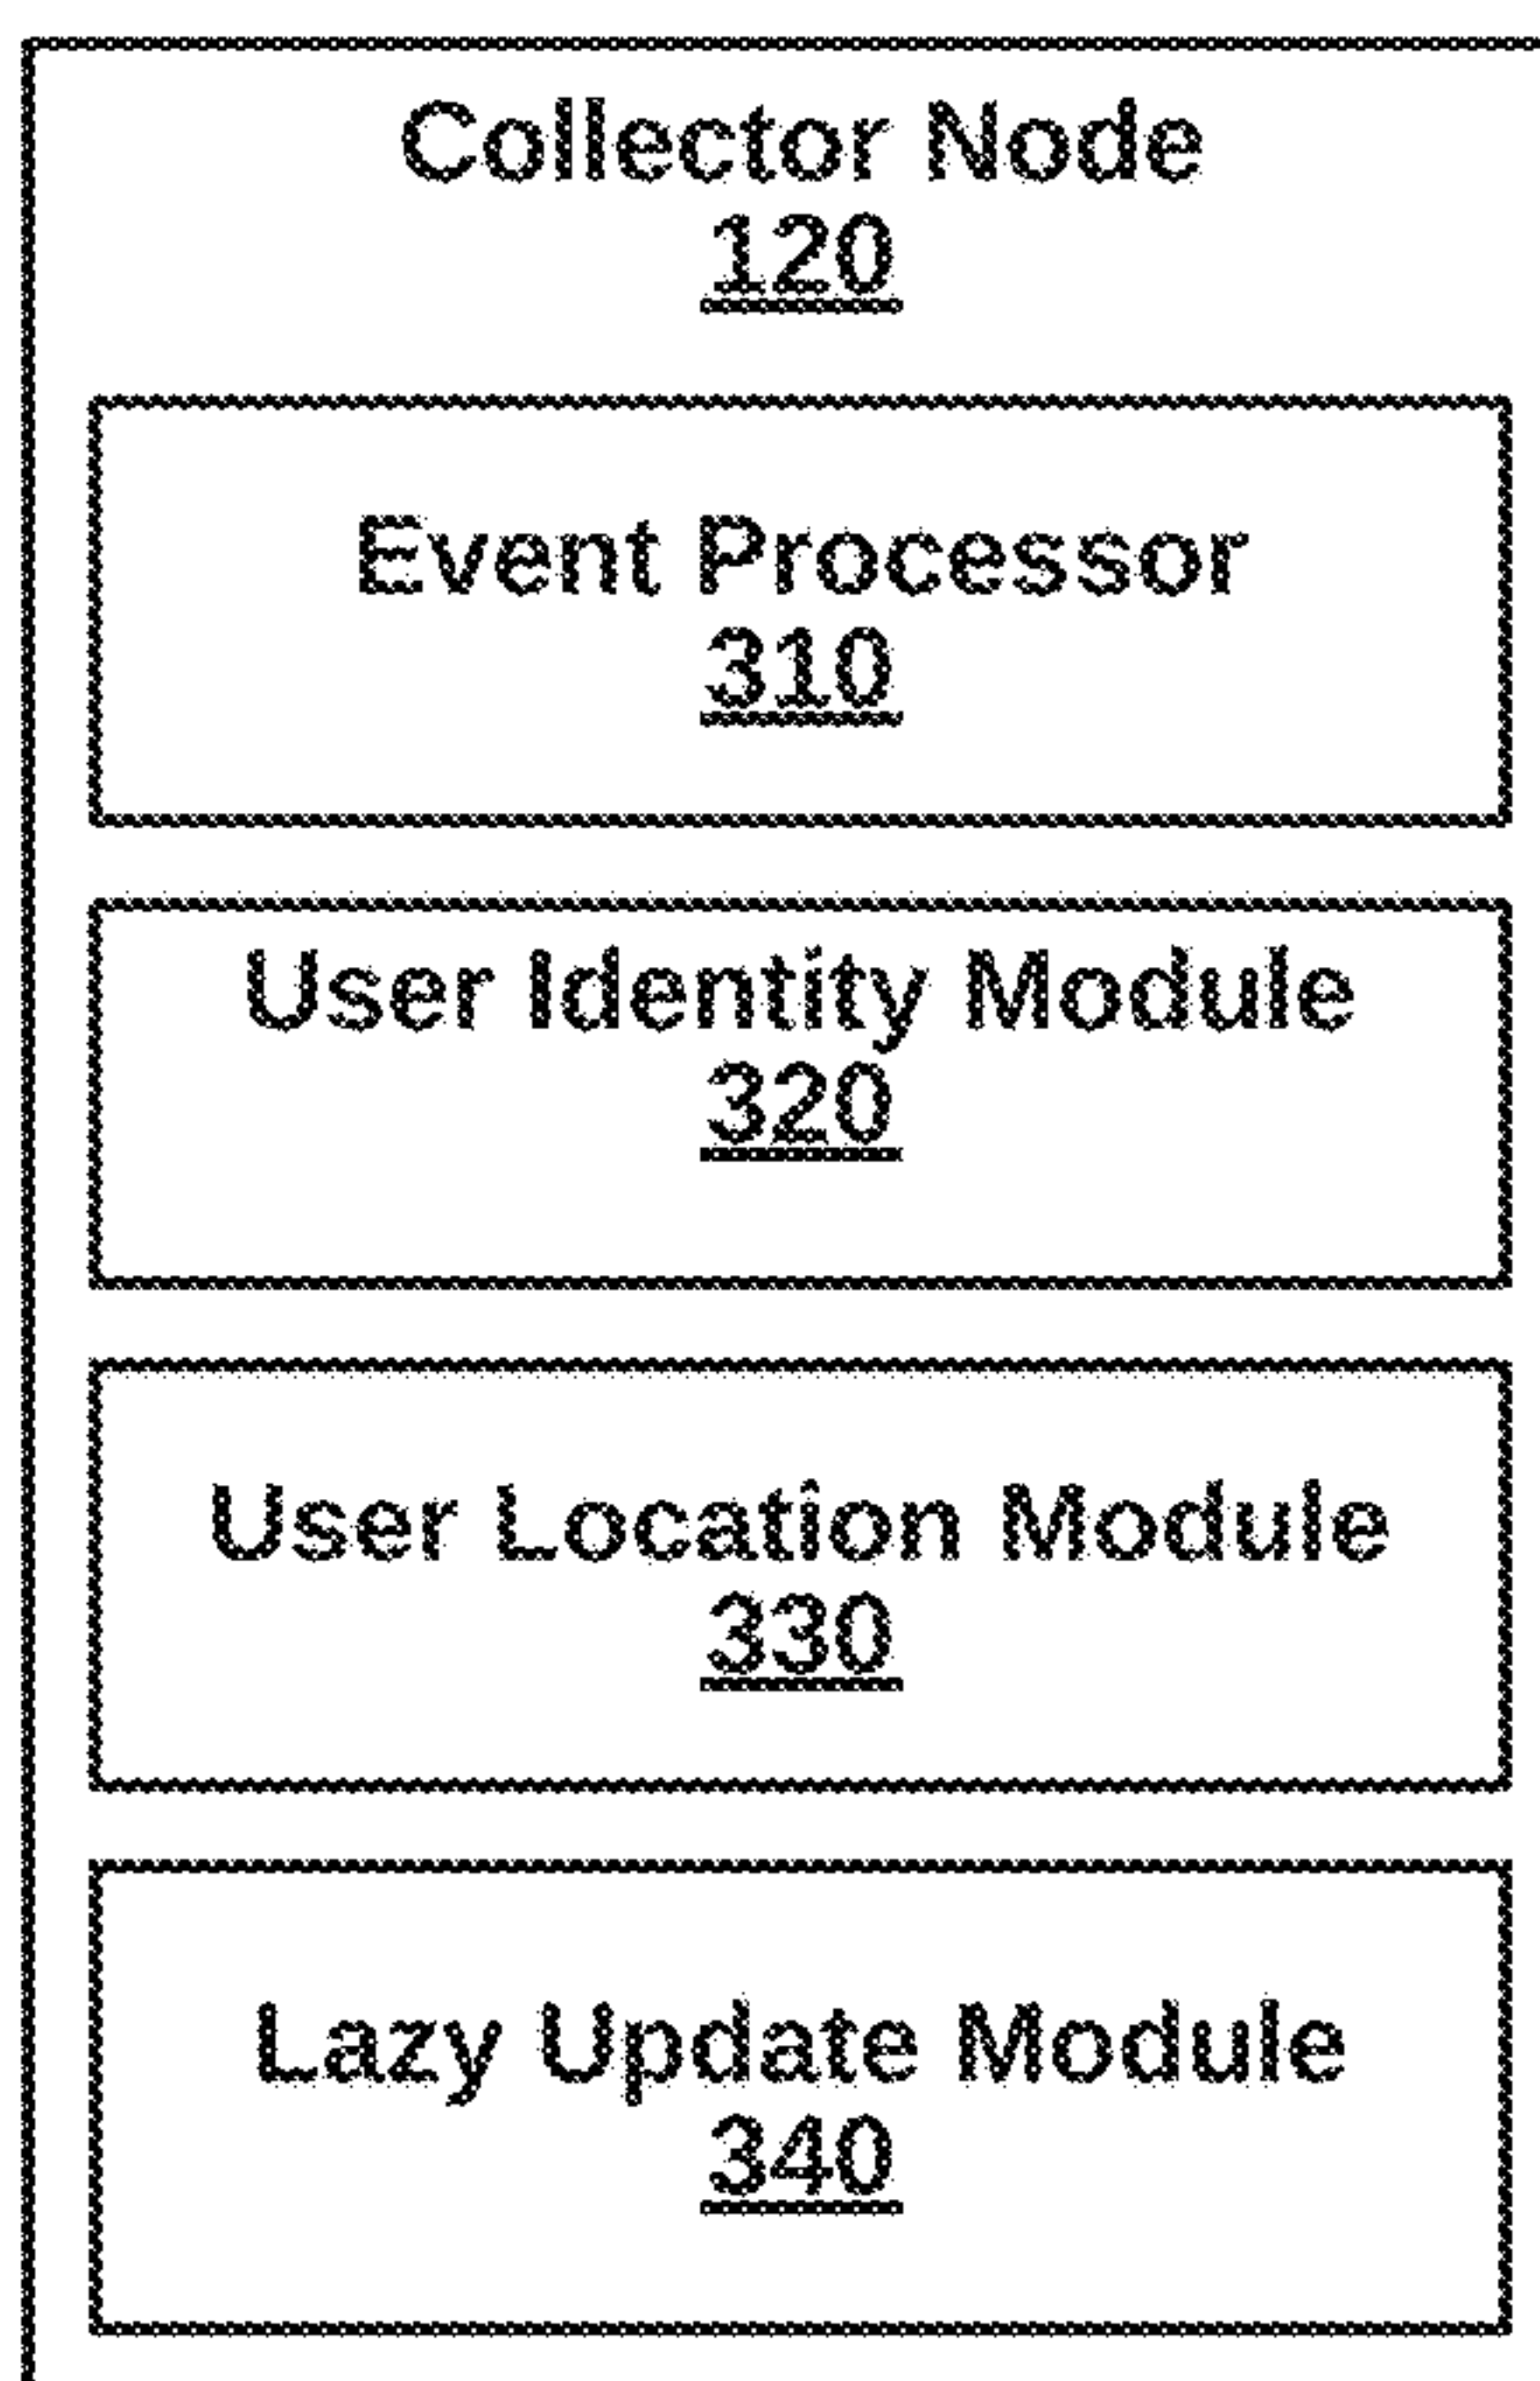 Collector Node
120
Event Processor
310
User Identity Module
320
User Location Module
330
Lazy Update Module
340